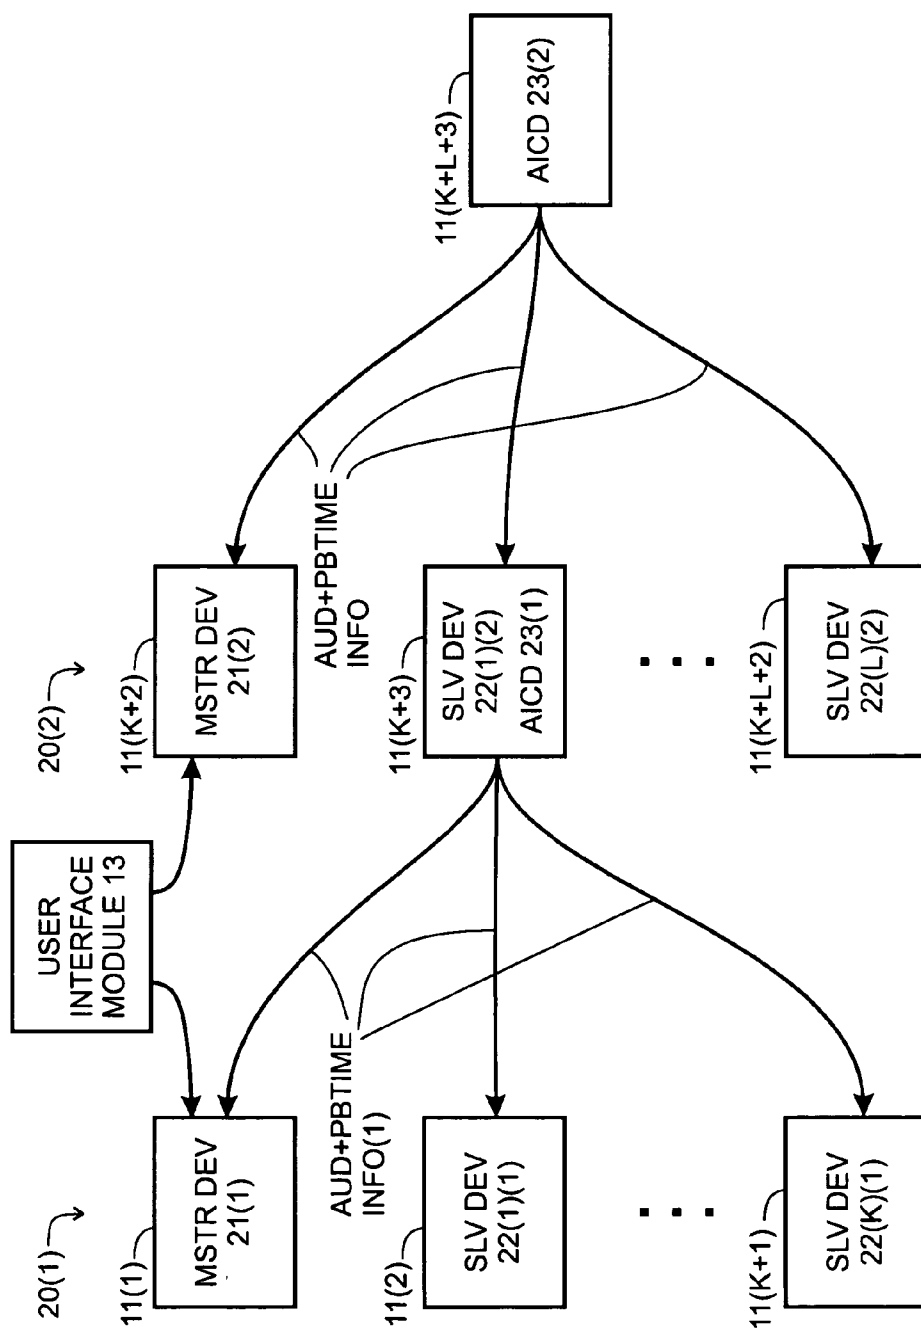 20(1)
11(1)
MSTR DEV
21(1)
AUD+PBTIME
INFO(1)
11(2)
SLV DEV
22(1)(1)
11(K+1)
SLV DEV
22(K)(1)
USER
INTERFACE
MODULE 13
20(2)
11(K+2)
MSTR DEV
21(2)
AUD+PBTIME
INFO
11(K+3)
SLV DEV
22(1)(2)
AICD 23(1)
11(K+L+2)
SLV DEV
22(L)(2)
11(K+L+3)
AICD 23(2)